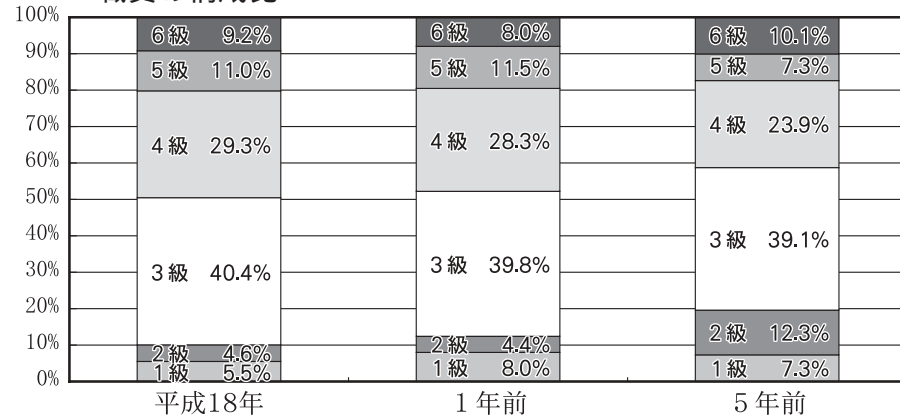 100%
90%
80%
70%
60%
50%
40%
30%
20%
10%
0%
6級 9.2%
5級 11.0%
4級 29.3%
3級 40.4%
2級 4.6%
1級 5.5%
平成18年
6級 8.0%
5級 11.5%
4級 28.3%
3級 39.8%
2級 4.4%
1級 8.0%
1年前
6級 10.1%
5級 7.3%
4級 23.9%
3級 39.1%
2級 12.3%
1級 7.3%
5年前